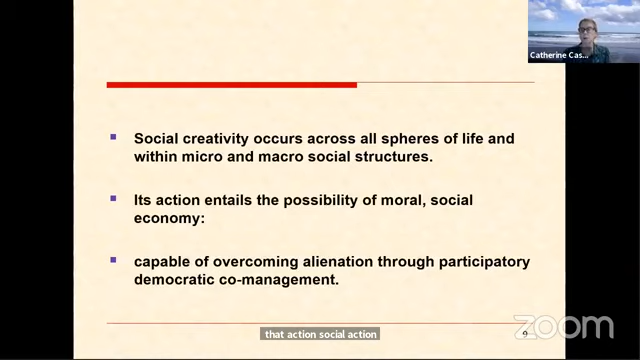 Catherine Cas...
Social creativity occurs across all spheres of life and
within micro and macro social structures.
Its action entails the possibility of moral, social
economy:
capable of overcoming alienation through participatory
democratic co-management.
that action social action
9
zoom